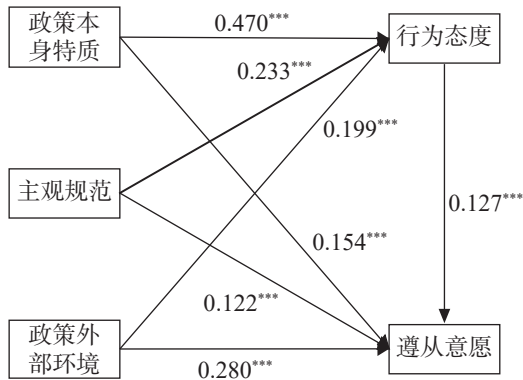 政策本
身特质
0.470***
行为态度
0.233***
0.199***
主观规范
0.127***
0.154***
0.122***
政策外
部环境
0.280***
遵从意愿